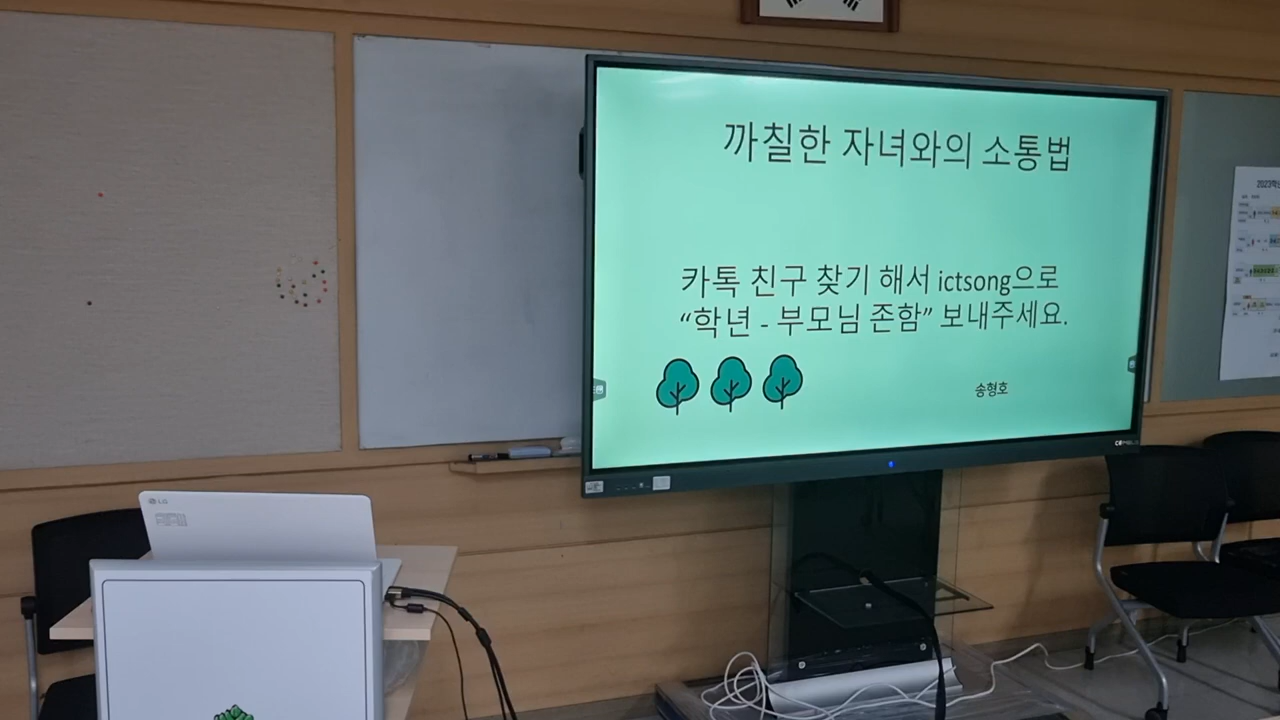 까칠한 자녀와의 소통법
카톡 친구 찾기 해서 ictsong으로
“학년 - 부모님 존함” 보내주세요.
송형호
LG